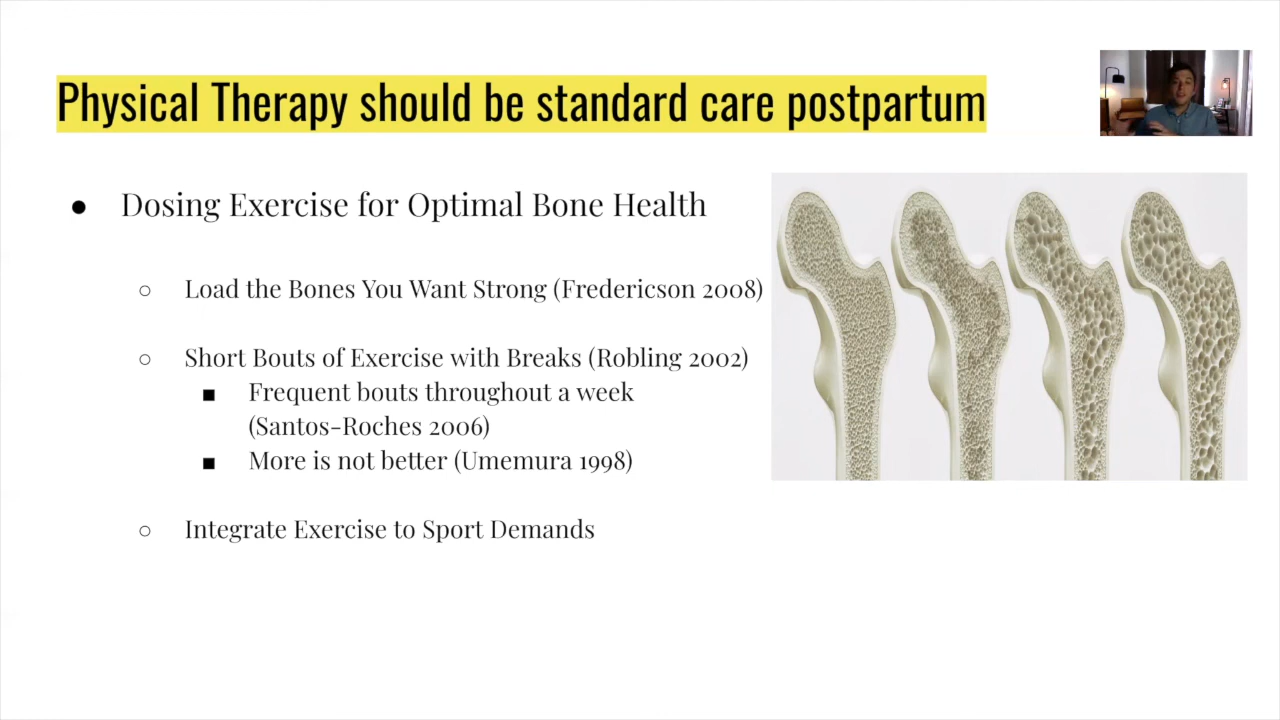 Physical Therapy should be standard care postpartum
● Dosing Exercise for Optimal Bone Health
○ Load the Bones You Want Strong (Fredericson 2008)
○ Short Bouts of Exercise with Breaks (Robling 2002)
■ Frequent bouts throughout a week
(Santos-Roches 2006)
■ More is not better (Umemura 1998)
○ Integrate Exercise to Sport Demands